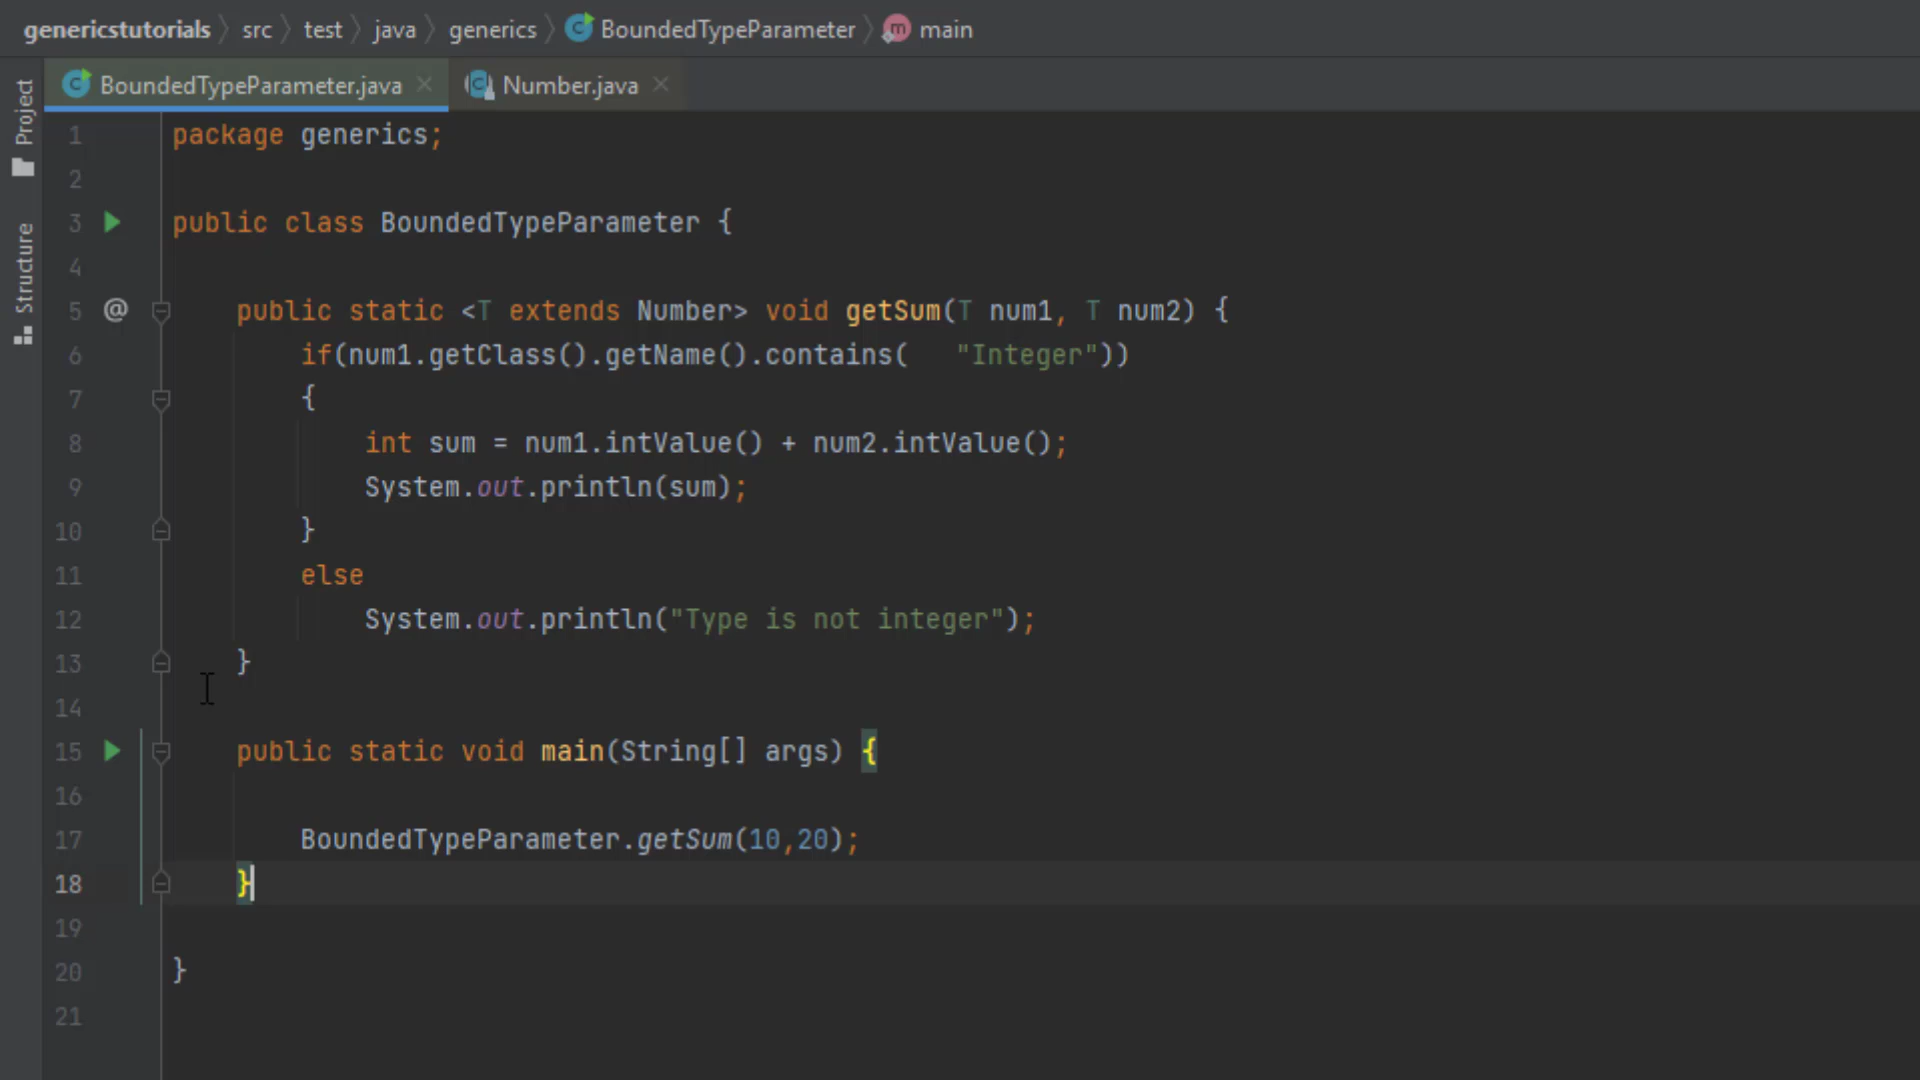 genericstutorials src test java generics BoundedTypeParameter m main
BoundedTypeParameter.java Number.java
Project
Structure
1 package generics;
2
3 public class BoundedTypeParameter {
4
5 @ public static <T extends Number> void getSum(T num1, T num2) {
6 if(num1.getClass().getName().contains( "Integer"))
7 {
8 int sum = num1.intValue() + num2.intValue();
9 System.out.println(sum);
10 }
11 else
12 System.out.println("Type is not integer");
13 }
14
15 public static void main(String[] args) {
16
17 BoundedTypeParameter.getSum(10,20);
18 }
19
20 }
21